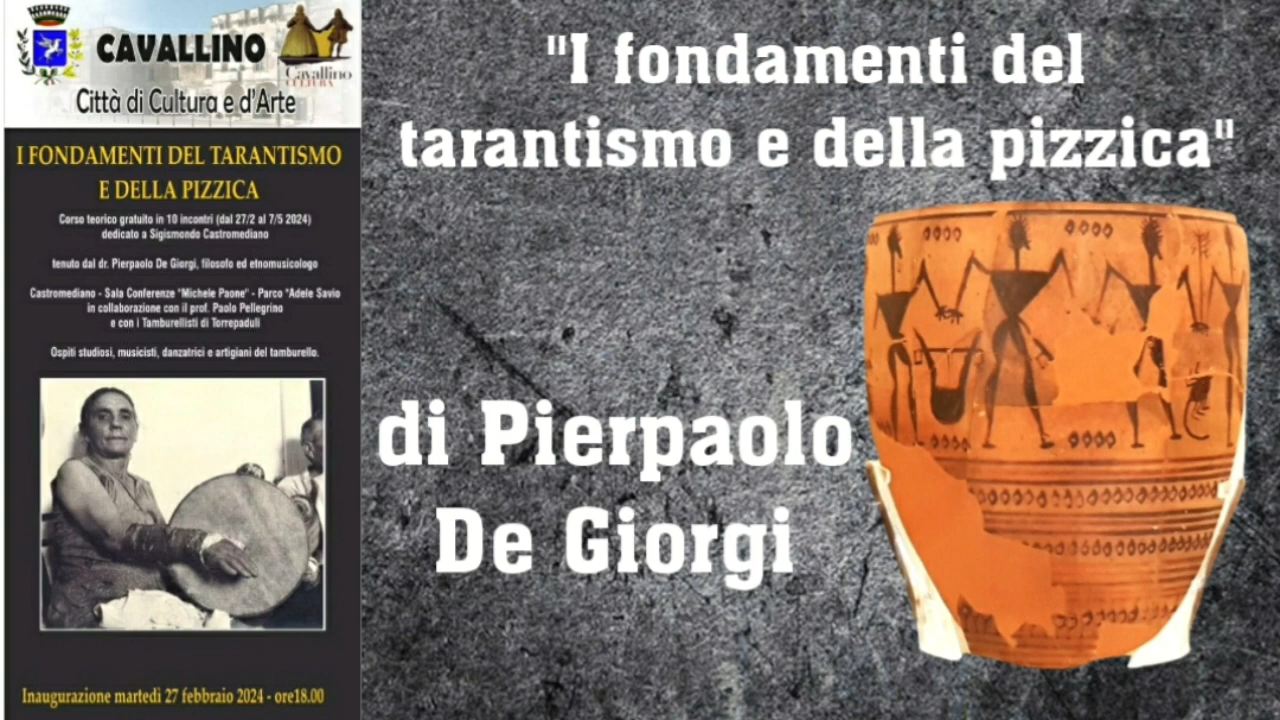 CAVALLINO
Cavallino
CULTURA
Città di Cultura e d'Arte
I FONDAMENTI DEL TARANTISMO
E DELLA PIZZICA
Corso teorico gratuito in 10 incontri (dal 27/2 al 7/5 2024)
dedicato a Sigismondo Castromediano
tenuto dal dr. Pierpaolo De Giorgi, filosofo ed etnomusicologo
Castromediano - Sala Conferenze "Michele Paone" - Parco "Adele Savio
in collaborazione con il prof. Paolo Pellegrino
e con i Tamburellisti di Torrepaduli
Ospiti studiosi, musicisti, danzatrici e artigiani del tamburello.
Inaugurazione martedì 27 febbraio 2024 - ore18.00
"I fondamenti del
tarantismo e della pizzica"
di Pierpaolo
De Giorgi